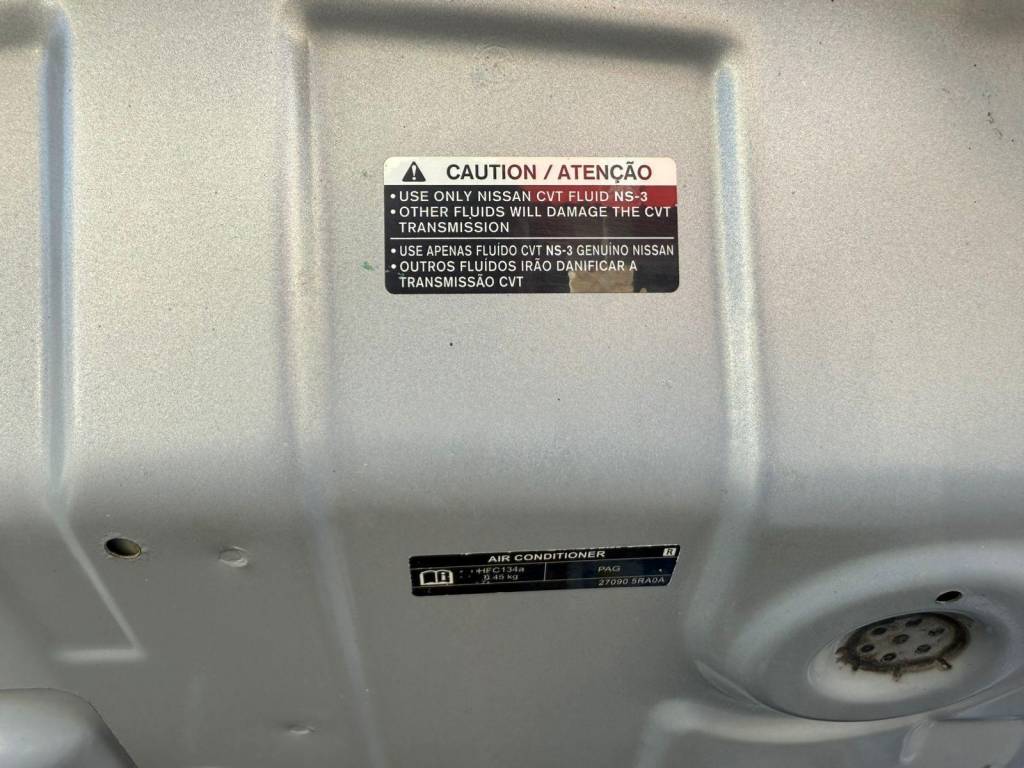 CAUTION / ATENÇÃO
• USE ONLY NISSAN CVT FLUID NS-3
• OTHER FLUIDS WILL DAMAGE THE CVT
TRANSMISSION
• USE APENAS FLUÍDO CVT NS-3 GENUÍNO NISSAN
• OUTROS FLUÍDOS IRÃO DANIFICAR A
TRANSMISSÃO CVT
AIR CONDITIONER R
HFC134a PAG
0.45 kg 27090 5RA0A